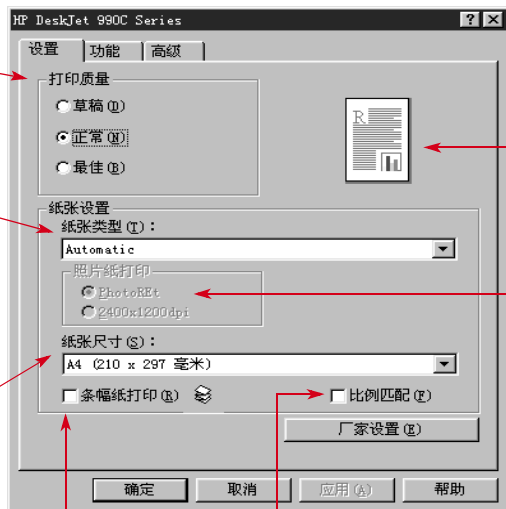 HP DeskJet 990C Series
设置 功能 高级
打印质量
草稿(D)
正常(N)
最佳(B)
R
纸张设置
纸张类型(T)：
Automatic
照片纸打印
PhotoREt
2400x1200dpi
纸张尺寸(S)：
A4 (210 x 297 毫米)
条幅纸打印(R) 比例匹配(F)
厂家设置(E)
确定 取消 应用(A) 帮助